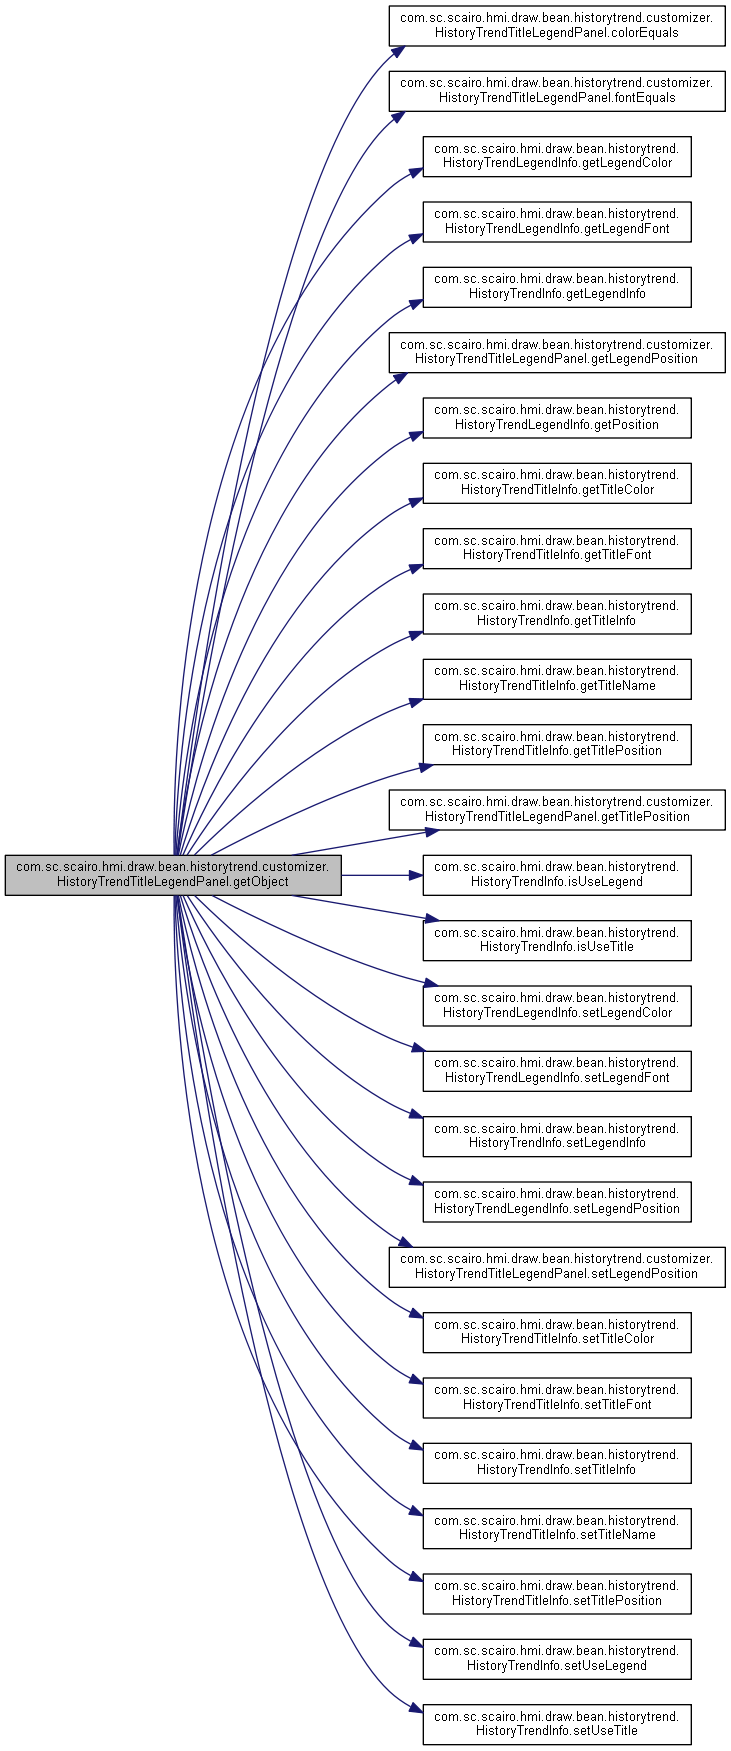 com.sc.scairo.hmi.draw.bean.historytrend.customizer.
HistoryTrendTitleLegendPanel.colorEquals
com.sc.scairo.hmi.draw.bean.historytrend.customizer.
HistoryTrendTitleLegendPanel.fontEquals
com.sc.scairo.hmi.draw.bean.historytrend.
HistoryTrendLegendInfo.getLegendColor
com.sc.scairo.hmi.draw.bean.historytrend.
HistoryTrendLegendInfo.getLegendFont
com.sc.scairo.hmi.draw.bean.historytrend.
HistoryTrendInfo.getLegendInfo
com.sc.scairo.hmi.draw.bean.historytrend.customizer.
HistoryTrendTitleLegendPanel.getLegendPosition
com.sc.scairo.hmi.draw.bean.historytrend.
HistoryTrendLegendInfo.getPosition
com.sc.scairo.hmi.draw.bean.historytrend.
HistoryTrendTitleInfo.getTitleColor
com.sc.scairo.hmi.draw.bean.historytrend.
HistoryTrendTitleInfo.getTitleFont
com.sc.scairo.hmi.draw.bean.historytrend.
HistoryTrendInfo.getTitleInfo
com.sc.scairo.hmi.draw.bean.historytrend.
HistoryTrendTitleInfo.getTitleName
com.sc.scairo.hmi.draw.bean.historytrend.
HistoryTrendTitleInfo.getTitlePosition
com.sc.scairo.hmi.draw.bean.historytrend.customizer.
HistoryTrendTitleLegendPanel.getTitlePosition
com.sc.scairo.hmi.draw.bean.historytrend.customizer.
HistoryTrendTitleLegendPanel.getObject
com.sc.scairo.hmi.draw.bean.historytrend.
HistoryTrendInfo.isUseLegend
com.sc.scairo.hmi.draw.bean.historytrend.
HistoryTrendInfo.isUseTitle
com.sc.scairo.hmi.draw.bean.historytrend.
HistoryTrendLegendInfo.setLegendColor
com.sc.scairo.hmi.draw.bean.historytrend.
HistoryTrendLegendInfo.setLegendFont
com.sc.scairo.hmi.draw.bean.historytrend.
HistoryTrendInfo.setLegendInfo
com.sc.scairo.hmi.draw.bean.historytrend.
HistoryTrendLegendInfo.setLegendPosition
com.sc.scairo.hmi.draw.bean.historytrend.customizer.
HistoryTrendTitleLegendPanel.setLegendPosition
com.sc.scairo.hmi.draw.bean.historytrend.
HistoryTrendTitleInfo.setTitleColor
com.sc.scairo.hmi.draw.bean.historytrend.
HistoryTrendTitleInfo.setTitleFont
com.sc.scairo.hmi.draw.bean.historytrend.
HistoryTrendInfo.setTitleInfo
com.sc.scairo.hmi.draw.bean.historytrend.
HistoryTrendTitleInfo.setTitleName
com.sc.scairo.hmi.draw.bean.historytrend.
HistoryTrendTitleInfo.setTitlePosition
com.sc.scairo.hmi.draw.bean.historytrend.
HistoryTrendInfo.setUseLegend
com.sc.scairo.hmi.draw.bean.historytrend.
HistoryTrendInfo.setUseTitle